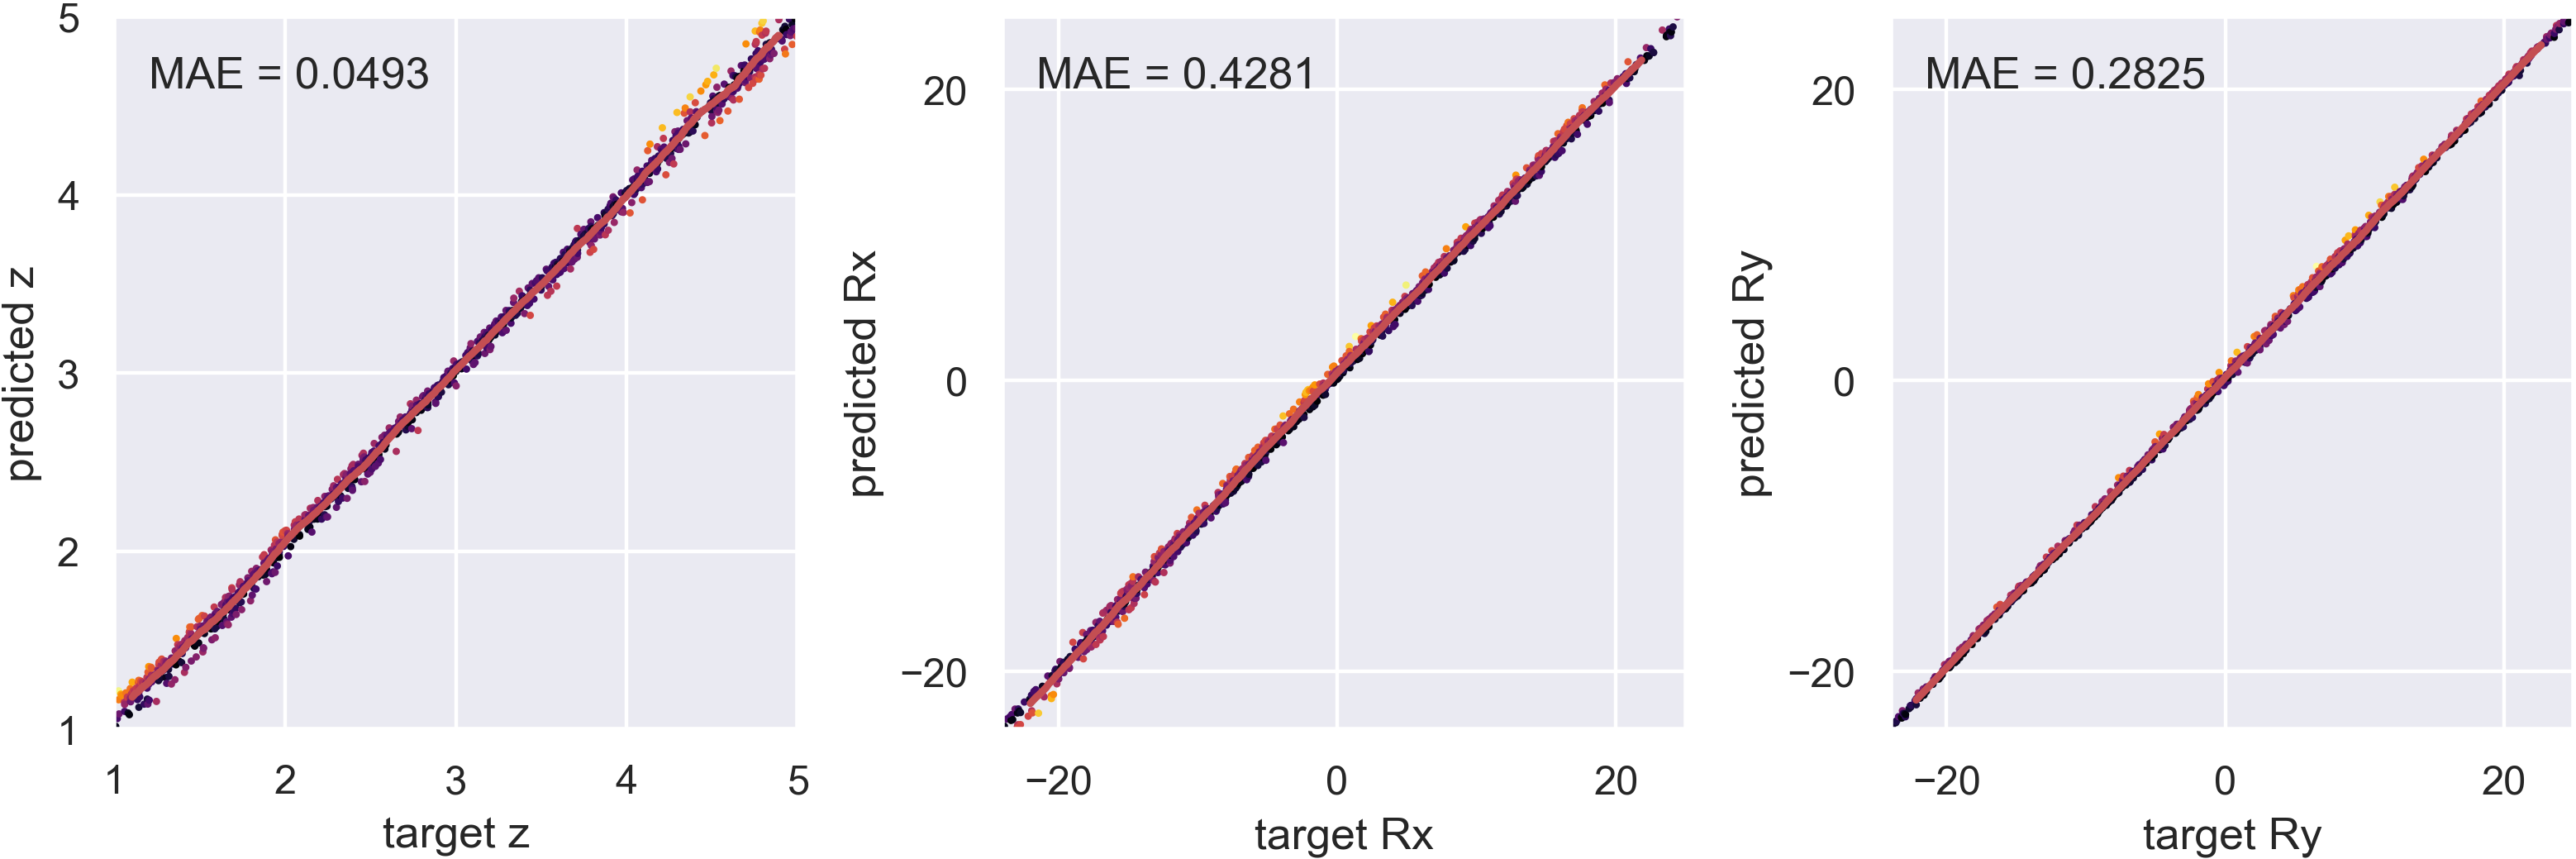 MAE = 0.0493
5
4
3
2
1
predicted z
1 2 3 4 5
target z
MAE = 0.4281
20
0
−20
predicted Rx
−20 0 20
target Rx
MAE = 0.2825
20
0
−20
predicted Ry
−20 0 20
target Ry